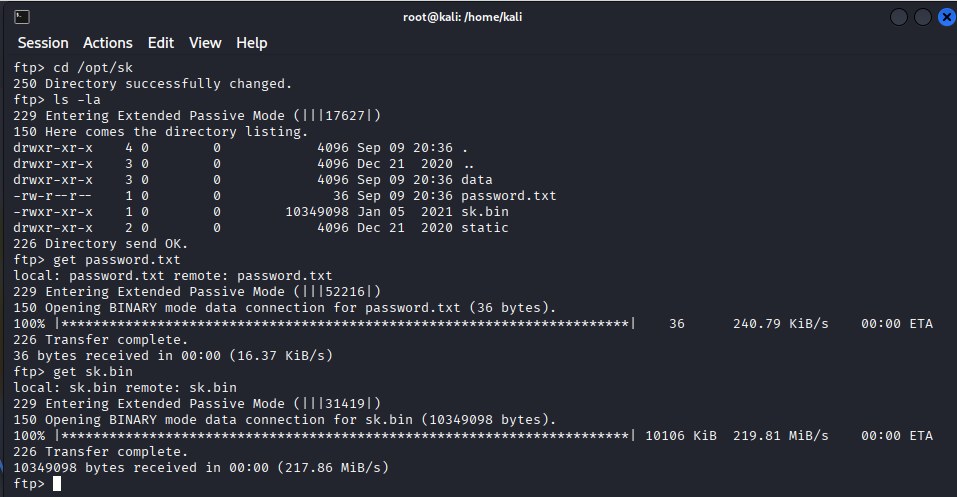 root@kali: /home/kali
Session Actions Edit View Help
ftp> cd /opt/sk
250 Directory successfully changed.
ftp> ls -la
229 Entering Extended Passive Mode (|||17627|)
150 Here comes the directory listing.
drwxr-xr-x    4 0        0            4096 Sep 09 20:36 .
drwxr-xr-x    3 0        0            4096 Dec 21  2020 ..
drwxr-xr-x    3 0        0            4096 Sep 09 20:36 data
-rw-r--r--    1 0        0              36 Sep 09 20:36 password.txt
-rwxr-xr-x    1 0        0        10349098 Jan 05  2021 sk.bin
drwxr-xr-x    2 0        0            4096 Dec 21  2020 static
226 Directory send OK.
ftp> get password.txt
local: password.txt remote: password.txt
229 Entering Extended Passive Mode (|||52216|)
150 Opening BINARY mode data connection for password.txt (36 bytes).
100% |***********************************************************************|    36      240.79 KiB/s    00:00 ETA
226 Transfer complete.
36 bytes received in 00:00 (16.37 KiB/s)
ftp> get sk.bin
local: sk.bin remote: sk.bin
229 Entering Extended Passive Mode (|||31419|)
150 Opening BINARY mode data connection for sk.bin (10349098 bytes).
100% |***********************************************************************| 10106 KiB  219.81 MiB/s    00:00 ETA
226 Transfer complete.
10349098 bytes received in 00:00 (217.86 MiB/s)
ftp>